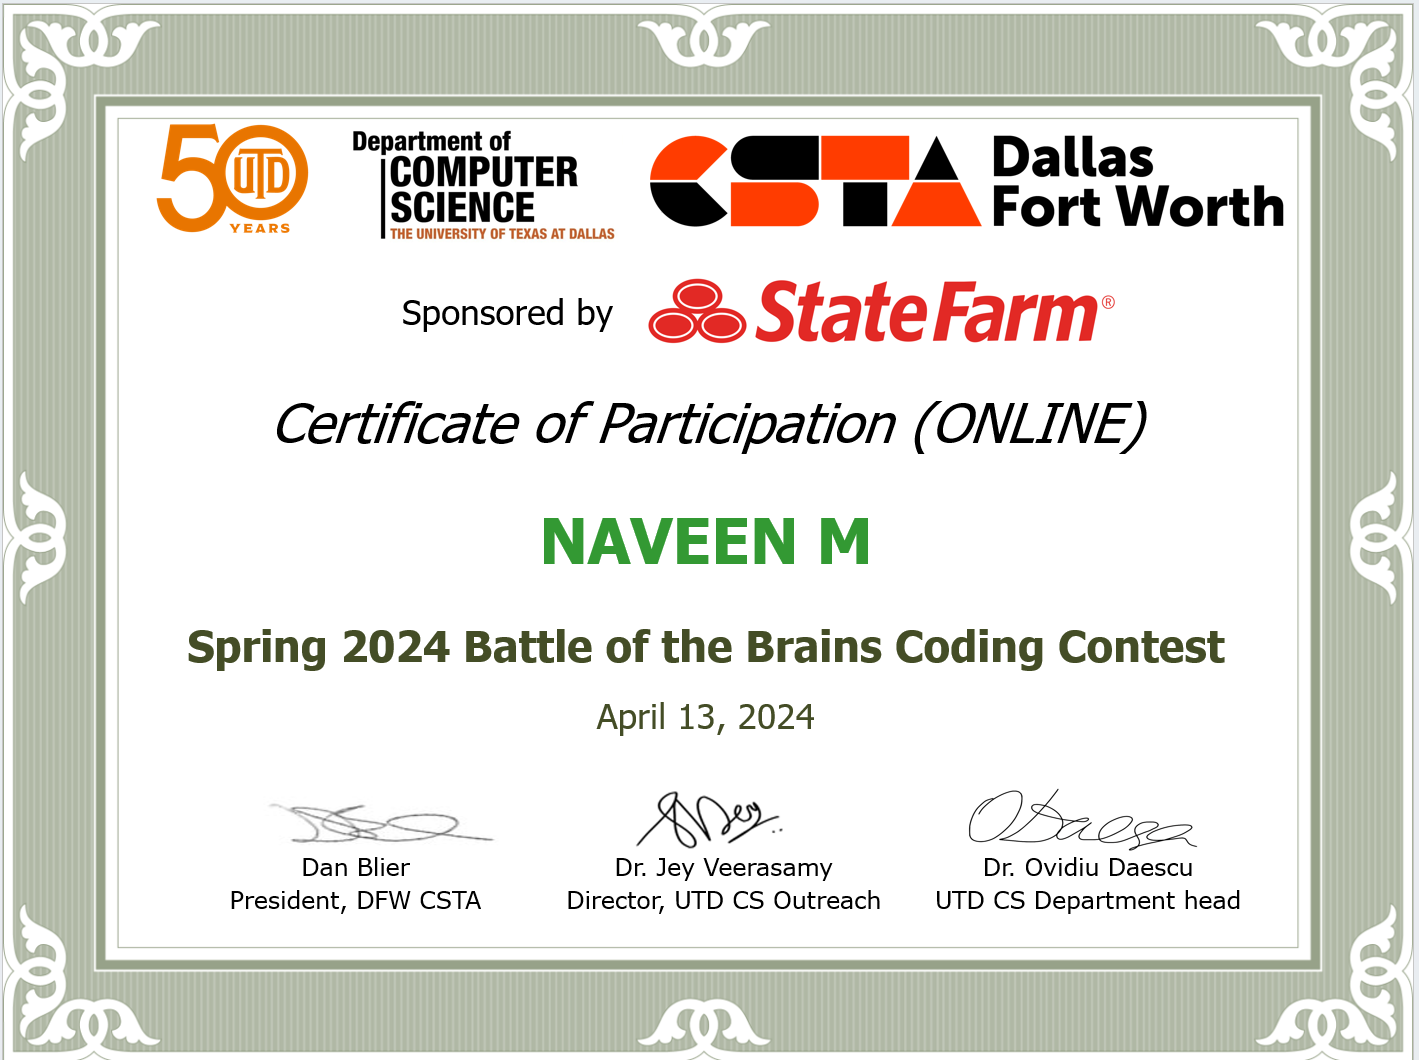 50 UTD
YEARS
Department of
COMPUTER
SCIENCE
THE UNIVERSITY OF TEXAS AT DALLAS
CSTA Dallas
Fort Worth
Sponsored by StateFarm®
Certificate of Participation (ONLINE)
NAVEEN M
Spring 2024 Battle of the Brains Coding Contest
April 13, 2024
Dan Blier
President, DFW CSTA
Dr. Jey Veerasamy
Director, UTD CS Outreach
Dr. Ovidiu Daescu
UTD CS Department head